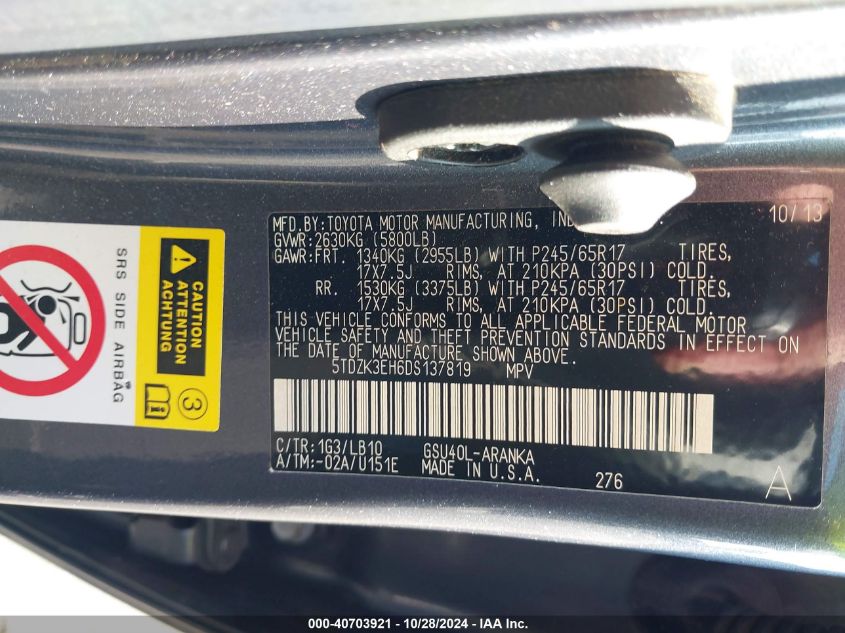 MFD.BY:TOYOTA MOTOR MANUFACTURING, IND 10/13
GVWR:2630KG (5800LB)
GAWR:FRT. 1340KG (2955LB) WITH P245/65R17 TIRES,
17X7.5J RIMS, AT 210KPA (30PSI) COLD.
RR. 1530KG (3375LB) WITH P245/65R17 TIRES,
17X7.5J RIMS, AT 210KPA (30PSI) COLD.
THIS VEHICLE CONFORMS TO ALL APPLICABLE FEDERAL MOTOR
VEHICLE SAFETY AND THEFT PREVENTION STANDARDS IN EFFECT ON
THE DATE OF MANUFACTURE SHOWN ABOVE.
5TDZK3EH6DS137819 MPV
C/TR:1G3/LB10 GSU40L-ARANKA
A/TM:-02A/U151E MADE IN U.S.A. 276 A
SRS SIDE AIRBAG
CAUTION
ATTENTION
ACHTUNG
i
3
000-40703921 / 10/28/2024 / IAA Inc.